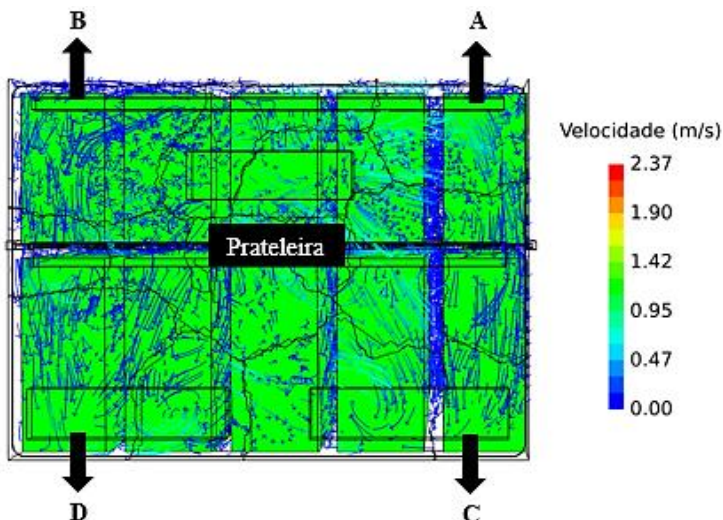 B
A
Velocidade (m/s)
2.37
1.90
1.42
0.95
0.47
0.00
Prateleira
D
C